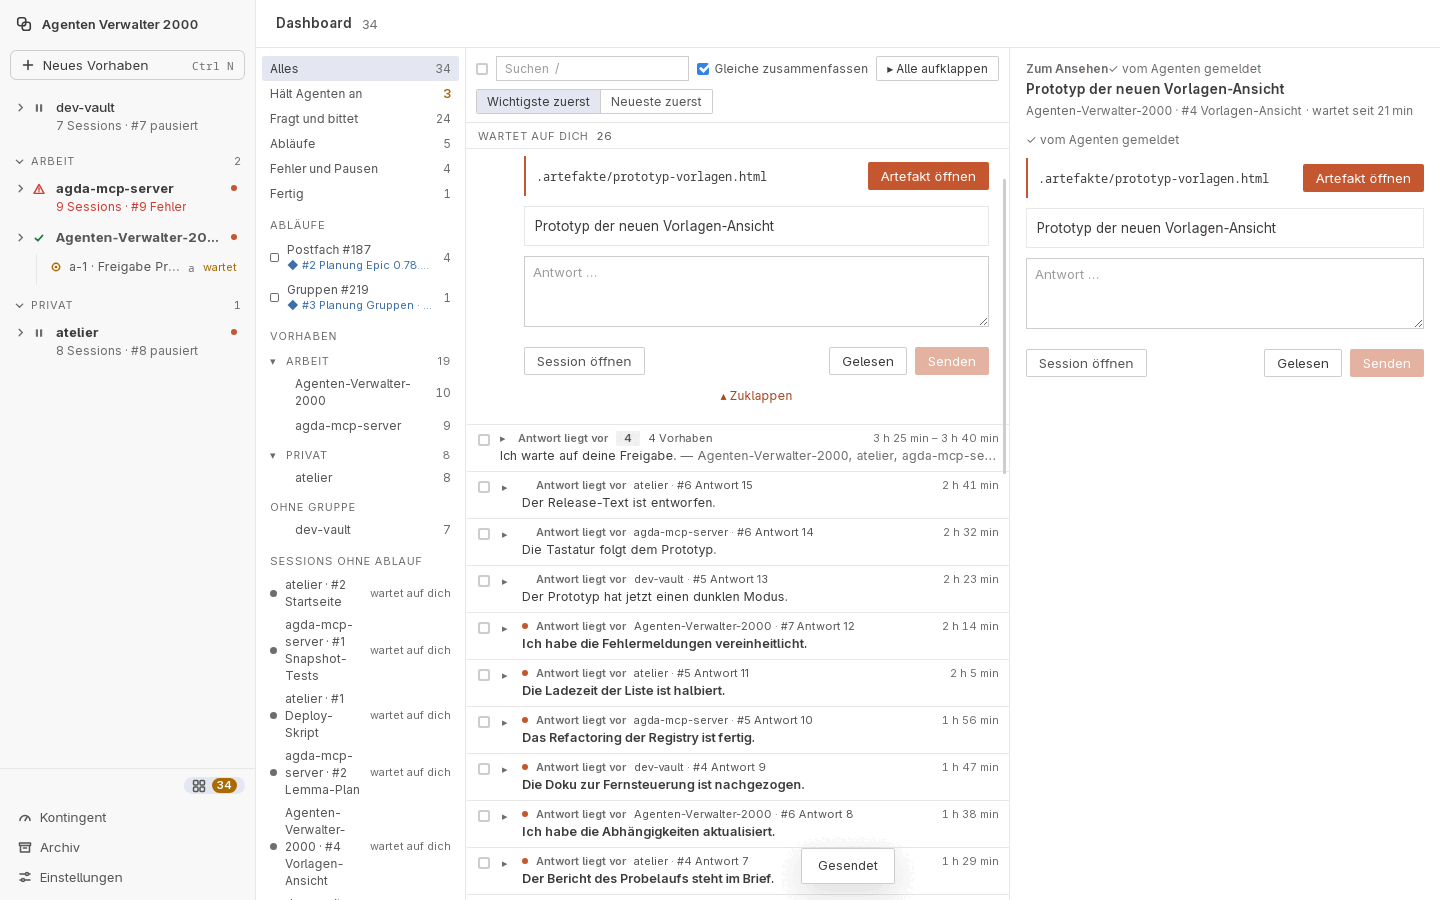 Agenten Verwalter 2000
Neues Vorhaben Ctrl N
dev-vault
7 Sessions · #7 pausiert
ARBEIT 2
agda-mcp-server
9 Sessions · #9 Fehler
Agenten-Verwalter-20...
a-1 · Freigabe Pr... a wartet
PRIVAT 1
atelier
8 Sessions · #8 pausiert
34
Kontingent
Archiv
Einstellungen
Dashboard 34
Alles 34
Hält Agenten an 3
Fragt und bittet 24
Abläufe 5
Fehler und Pausen 4
Fertig 1
ABLÄUFE
Postfach #187
#2 Planung Epic 0.78.... 4
Gruppen #219
#3 Planung Gruppen · ... 1
VORHABEN
▾ ARBEIT 19
Agenten-Verwalter-
2000 10
agda-mcp-server 9
▾ PRIVAT 8
atelier 8
OHNE GRUPPE
dev-vault 7
SESSIONS OHNE ABLAUF
atelier · #2
Startseite wartet auf dich
agda-mcp-
server · #1
Snapshot-
Tests wartet auf dich
atelier · #1
Deploy-
Skript wartet auf dich
agda-mcp-
server · #2
Lemma-Plan wartet auf dich
Agenten-
Verwalter-
2000 · #4
Vorlagen-
Ansicht wartet auf dich
Suchen / Gleiche zusammenfassen ▸ Alle aufklappen
Wichtigste zuerst Neueste zuerst
WARTET AUF DICH 26
.artefakte/prototyp-vorlagen.html Artefakt öffnen
Prototyp der neuen Vorlagen-Ansicht
Antwort ...
Session öffnen Gelesen Senden
▴ Zuklappen
▸ Antwort liegt vor 4 4 Vorhaben 3 h 25 min – 3 h 40 min
Ich warte auf deine Freigabe. — Agenten-Verwalter-2000, atelier, agda-mcp-se...
▸ Antwort liegt vor atelier · #6 Antwort 15 2 h 41 min
Der Release-Text ist entworfen.
▸ Antwort liegt vor agda-mcp-server · #6 Antwort 14 2 h 32 min
Die Tastatur folgt dem Prototyp.
▸ Antwort liegt vor dev-vault · #5 Antwort 13 2 h 23 min
Der Prototyp hat jetzt einen dunklen Modus.
▸ Antwort liegt vor Agenten-Verwalter-2000 · #7 Antwort 12 2 h 14 min
Ich habe die Fehlermeldungen vereinheitlicht.
▸ Antwort liegt vor atelier · #5 Antwort 11 2 h 5 min
Die Ladezeit der Liste ist halbiert.
▸ Antwort liegt vor agda-mcp-server · #5 Antwort 10 1 h 56 min
Das Refactoring der Registry ist fertig.
▸ Antwort liegt vor dev-vault · #4 Antwort 9 1 h 47 min
Die Doku zur Fernsteuerung ist nachgezogen.
▸ Antwort liegt vor Agenten-Verwalter-2000 · #6 Antwort 8 1 h 38 min
Ich habe die Abhängigkeiten aktualisiert.
▸ Antwort liegt vor atelier · #4 Antwort 7 1 h 29 min
Der Bericht des Probelaufs steht im Brief.
Gesendet
Zum Ansehen ✓ vom Agenten gemeldet
Prototyp der neuen Vorlagen-Ansicht
Agenten-Verwalter-2000 · #4 Vorlagen-Ansicht · wartet seit 21 min
✓ vom Agenten gemeldet
.artefakte/prototyp-vorlagen.html Artefakt öffnen
Prototyp der neuen Vorlagen-Ansicht
Antwort ...
Session öffnen Gelesen Senden